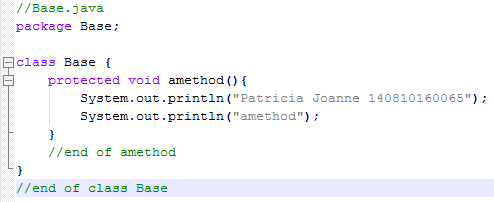 //Base.java
package Base;
class Base {
protected void amethod(){
System.out.println("Patricia Joanne 140810160065");
System.out.println("amethod");
}
//end of amethod
}
//end of class Base